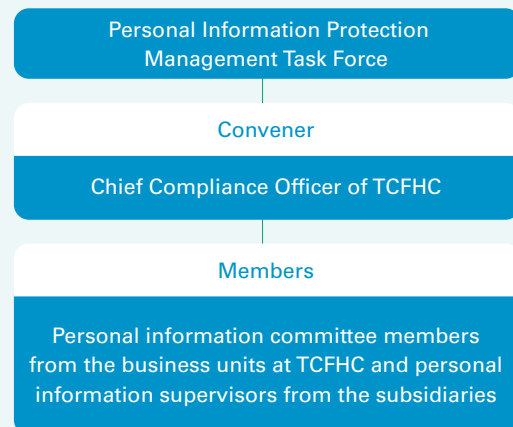 Personal Information Protection
Management Task Force
Convener
Chief Compliance Officer of TCFHC
Members
Personal information committee members
from the business units at TCFHC and personal
information supervisors from the subsidiaries